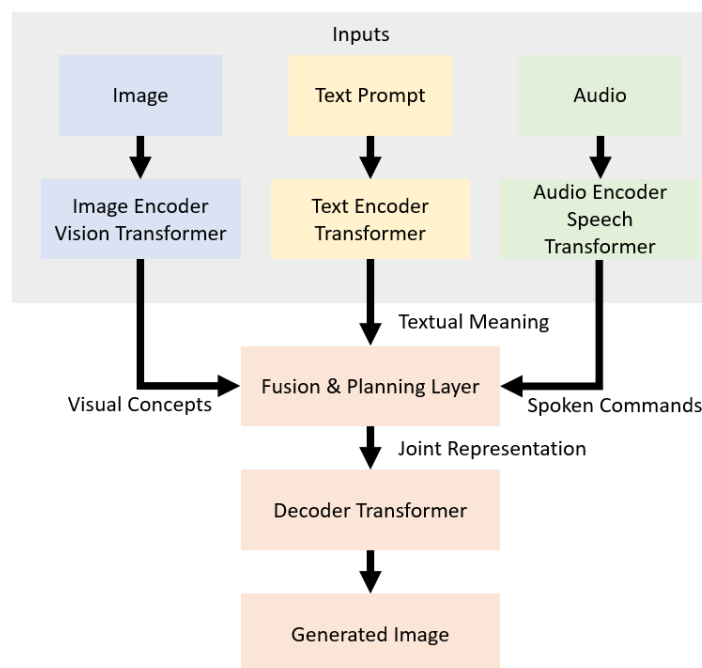 Inputs
Image
Text Prompt
Audio
Image Encoder
Vision Transformer
Text Encoder
Transformer
Audio Encoder
Speech
Transformer
Textual Meaning
Fusion & Planning Layer
Visual Concepts
Spoken Commands
Joint Representation
Decoder Transformer
Generated Image